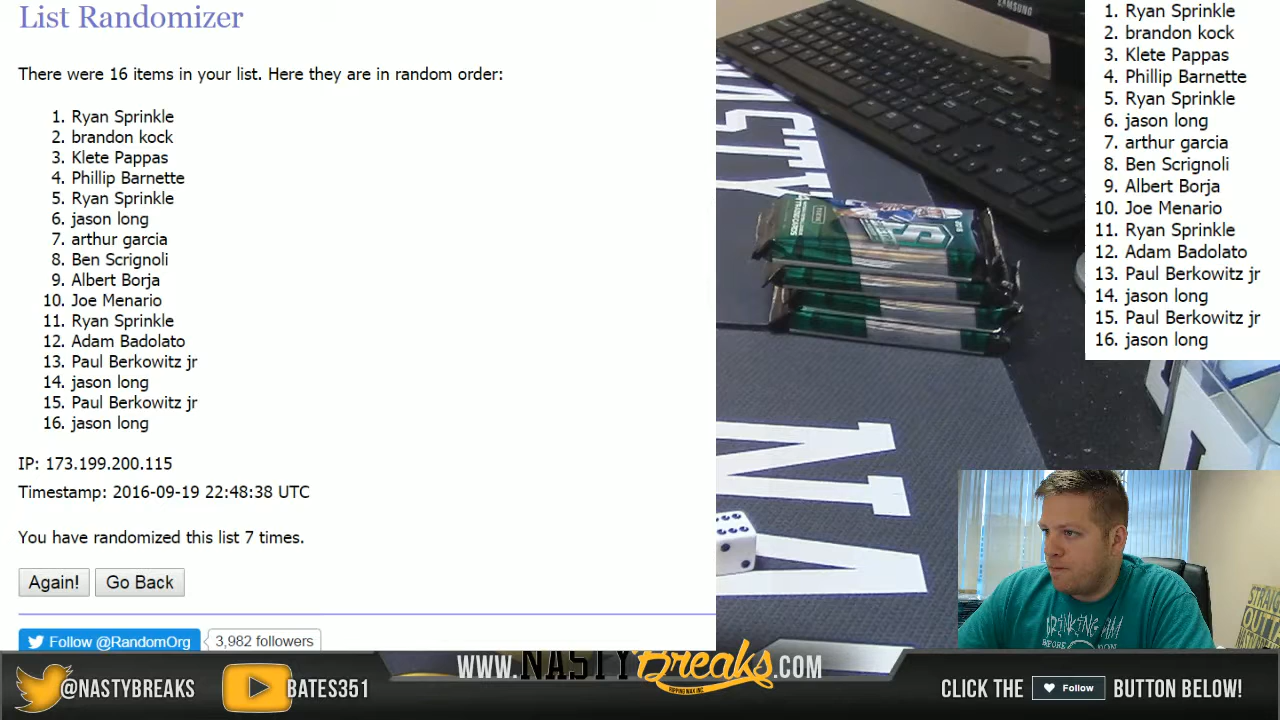 List Randomizer
There were 16 items in your list. Here they are in random order:
1. Ryan Sprinkle
2. brandon kock
3. Klete Pappas
4. Phillip Barnette
5. Ryan Sprinkle
6. jason long
7. arthur garcia
8. Ben Scrignoli
9. Albert Borja
10. Joe Menario
11. Ryan Sprinkle
12. Adam Badolato
13. Paul Berkowitz jr
14. jason long
15. Paul Berkowitz jr
16. jason long
IP: 173.199.200.115
Timestamp: 2016-09-19 22:48:38 UTC
You have randomized this list 7 times.
Again! Go Back
Follow @RandomOrg 3,982 followers
SAMSUNG
NASTY
1. Ryan Sprinkle
2. brandon kock
3. Klete Pappas
4. Phillip Barnette
5. Ryan Sprinkle
6. jason long
7. arthur garcia
8. Ben Scrignoli
9. Albert Borja
10. Joe Menario
11. Ryan Sprinkle
12. Adam Badolato
13. Paul Berkowitz jr
14. jason long
15. Paul Berkowitz jr
16. jason long
@NASTYBREAKS
BATES351
WWW.NASTYBreaks.COM
RIPPING WAX INC
CLICK THE Follow BUTTON BELOW!